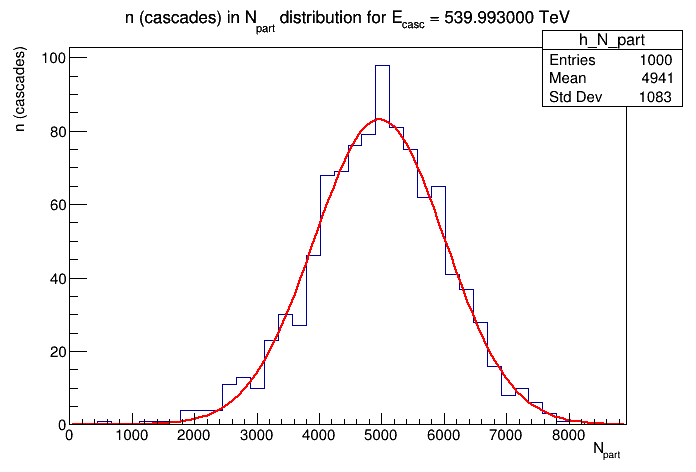 n (cascades) in N_part distribution for E_casc = 539.993000 TeV
h_N_part
Entries 1000
Mean 4941
Std Dev 1083
n (cascades)
100
80
60
40
20
0
0 1000 2000 3000 4000 5000 6000 7000 8000
N_part